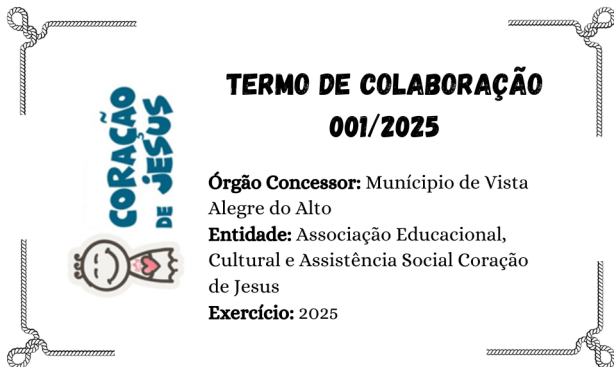 CORAÇÃO
DE JESUS
TERMO DE COLABORAÇÃO
001/2025
Órgão Concessor: Munícipio de Vista
Alegre do Alto
Entidade: Associação Educacional,
Cultural e Assistência Social Coração
de Jesus
Exercício: 2025